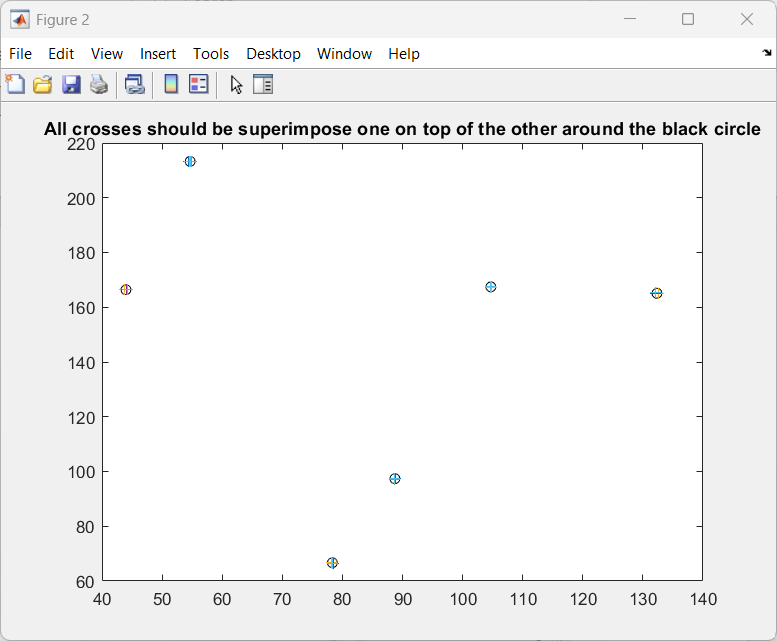 Figure 2
File Edit View Insert Tools Desktop Window Help
All crosses should be superimpose one on top of the other around the black circle
220
200
180
160
140
120
100
80
60
40 50 60 70 80 90 100 110 120 130 140